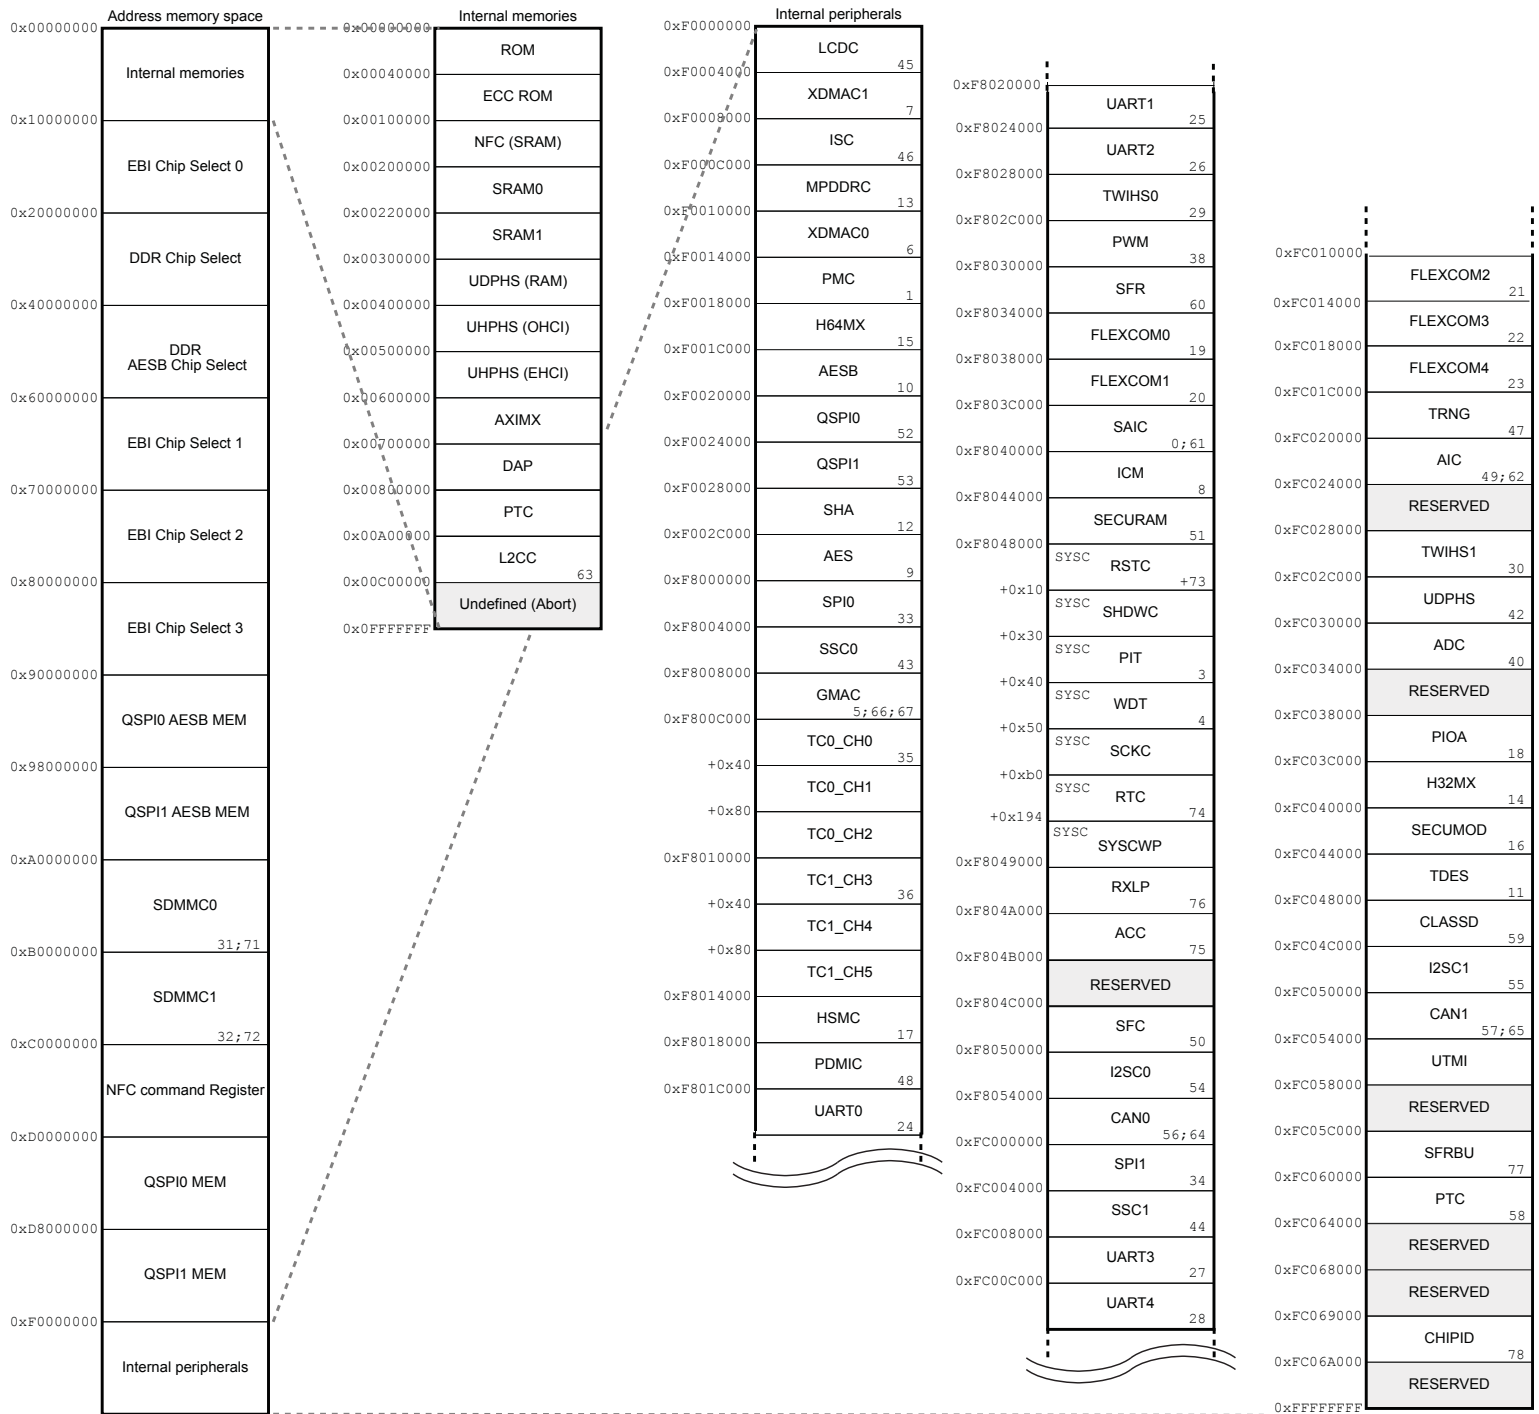 Address memory space
0x00000000
Internal memories
0x10000000
EBI Chip Select 0
0x20000000
DDR Chip Select
0x40000000
DDR
AESB Chip Select
0x60000000
EBI Chip Select 1
0x70000000
EBI Chip Select 2
0x80000000
EBI Chip Select 3
0x90000000
QSPI0 AESB MEM
0x98000000
QSPI1 AESB MEM
0xA0000000
SDMMC0
31;71
0xB0000000
SDMMC1
32;72
0xC0000000
NFC command Register
0xD0000000
QSPI0 MEM
0xD8000000
QSPI1 MEM
0xF0000000
Internal peripherals
Internal memories
0x00000000
ROM
0x00040000
ECC ROM
0x00100000
NFC (SRAM)
0x00200000
SRAM0
0x00220000
SRAM1
0x00300000
UDPHS (RAM)
0x00400000
UHPHS (OHCI)
0x00500000
UHPHS (EHCI)
0x00600000
AXIMX
0x00700000
DAP
0x00800000
PTC
0x00A00000
L2CC
63
0x00C00000
Undefined (Abort)
0x0FFFFFFF
Internal peripherals
0xF0000000
LCDC
45
0xF0004000
XDMAC1
7
0xF0008000
ISC
46
0xF000C000
MPDDRC
13
0xF0010000
XDMAC0
6
0xF0014000
PMC
1
0xF0018000
H64MX
15
0xF001C000
AESB
10
0xF0020000
QSPI0
52
0xF0024000
QSPI1
53
0xF0028000
SHA
12
0xF002C000
AES
9
0xF8000000
SPI0
33
0xF8004000
SSC0
43
0xF8008000
GMAC
5;66;67
0xF800C000
TC0_CH0
35
+0x40
TC0_CH1
+0x80
TC0_CH2
0xF8010000
TC1_CH3
36
+0x40
TC1_CH4
+0x80
TC1_CH5
0xF8014000
HSMC
17
0xF8018000
PDMIC
48
0xF801C000
UART0
24
0xF8020000
UART1
25
0xF8024000
UART2
26
0xF8028000
TWIHS0
29
0xF802C000
PWM
38
0xF8030000
SFR
60
0xF8034000
FLEXCOM0
19
0xF8038000
FLEXCOM1
20
0xF803C000
SAIC
0;61
0xF8040000
ICM
8
0xF8044000
SECURAM
51
0xF8048000
SYSC
RSTC
+73
+0x10
SYSC
SHDWC
+0x30
SYSC
PIT
3
+0x40
SYSC
WDT
4
+0x50
SYSC
SCKC
+0xb0
SYSC
RTC
74
+0x194
SYSC
SYSCWP
0xF8049000
RXLP
76
0xF804A000
ACC
75
0xF804B000
RESERVED
0xF804C000
SFC
50
0xF8050000
I2SC0
54
0xF8054000
CAN0
56;64
0xFC000000
SPI1
34
0xFC004000
SSC1
44
0xFC008000
UART3
27
0xFC00C000
UART4
28
0xFC010000
FLEXCOM2
21
0xFC014000
FLEXCOM3
22
0xFC018000
FLEXCOM4
23
0xFC01C000
TRNG
47
0xFC020000
AIC
49;62
0xFC024000
RESERVED
0xFC028000
TWIHS1
30
0xFC02C000
UDPHS
42
0xFC030000
ADC
40
0xFC034000
RESERVED
0xFC038000
PIOA
18
0xFC03C000
H32MX
14
0xFC040000
SECUMOD
16
0xFC044000
TDES
11
0xFC048000
CLASSD
59
0xFC04C000
I2SC1
55
0xFC050000
CAN1
57;65
0xFC054000
UTMI
0xFC058000
RESERVED
0xFC05C000
SFRBU
77
0xFC060000
PTC
58
0xFC064000
RESERVED
0xFC068000
RESERVED
0xFC069000
CHIPID
78
0xFC06A000
RESERVED
0xFFFFFFFF